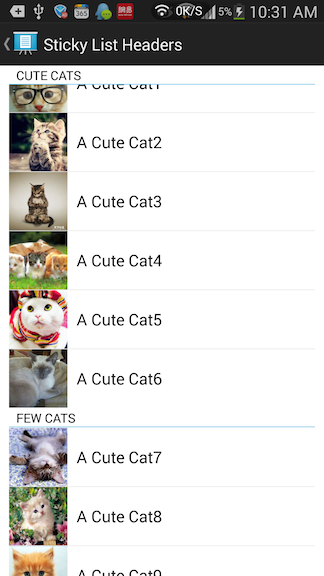 365
0K/S
5%
10:31 AM
Sticky List Headers
CUTE CATS
A Cute Cat1
A Cute Cat2
A Cute Cat3
A Cute Cat4
A Cute Cat5
A Cute Cat6
FEW CATS
A Cute Cat7
A Cute Cat8
A Cute Cat9